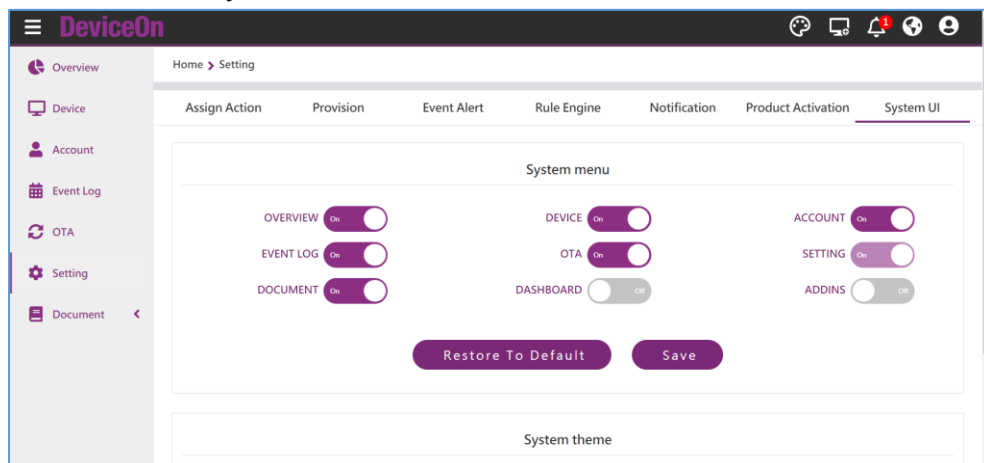 DeviceOn
1
Overview
Home > Setting
Device
Assign Action Provision Event Alert Rule Engine Notification Product Activation System UI
Account
System menu
Event Log
OVERVIEW On DEVICE On ACCOUNT On
OTA
EVENT LOG On OTA On SETTING On
Setting
DOCUMENT On DASHBOARD Off ADDINS Off
Document
Restore To Default Save
System theme